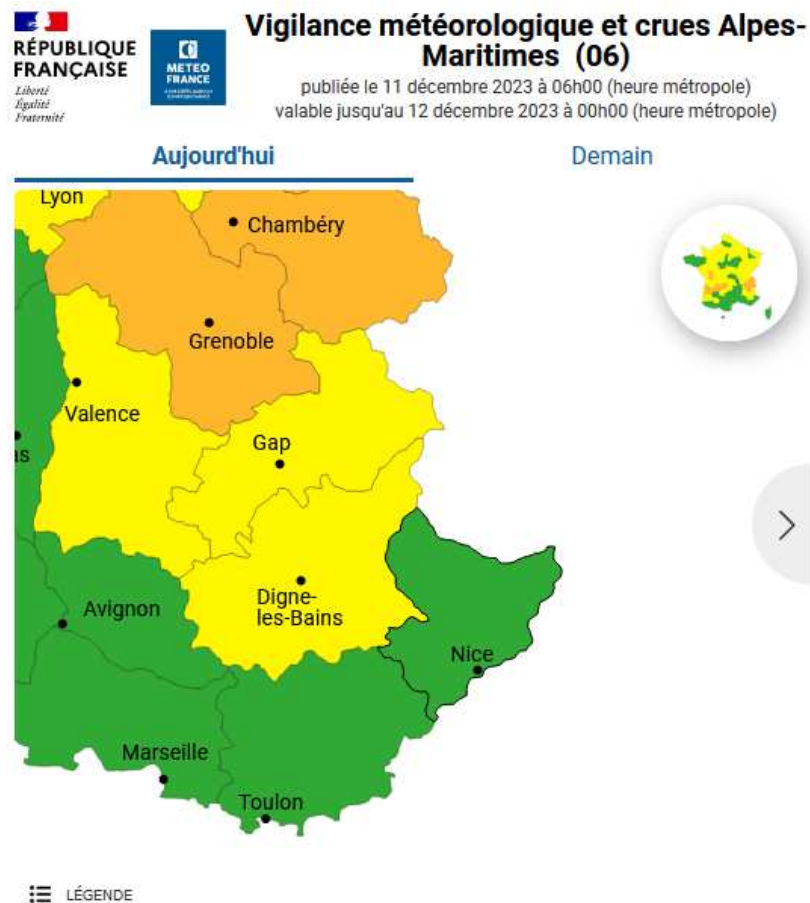 RÉPUBLIQUE
FRANÇAISE
Liberté
Égalité
Fraternité
METEO
FRANCE
Vigilance météorologique et crues Alpes-
Maritimes (06)
publiée le 11 décembre 2023 à 06h00 (heure métropole)
valable jusqu'au 12 décembre 2023 à 00h00 (heure métropole)
Aujourd'hui
Demain
Lyon
Chambéry
Grenoble
Valence
Gap
as
Digne-
les-Bains
Avignon
Nice
Marseille
Toulon
LÉGENDE